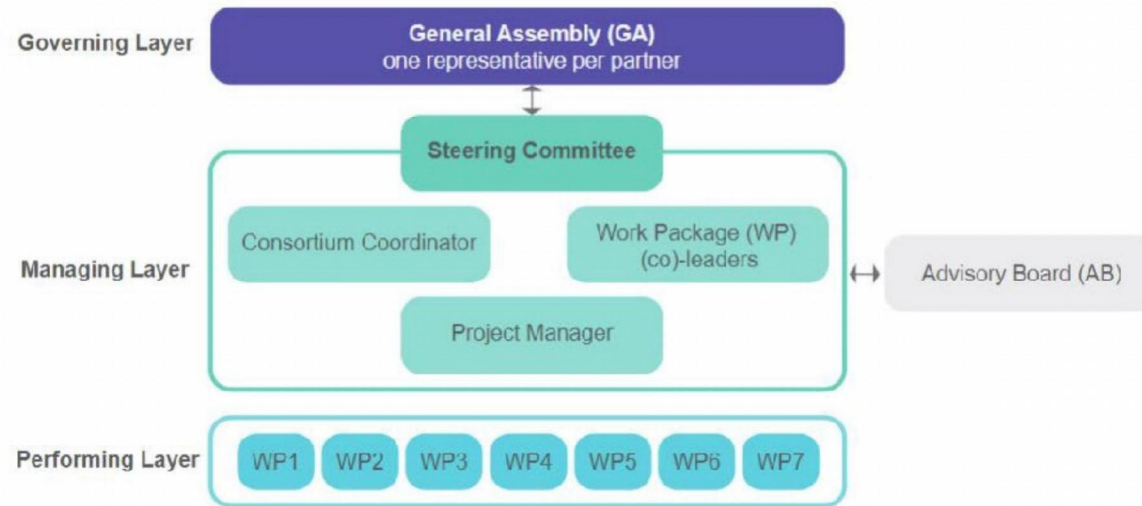 Governing Layer
General Assembly (GA)
one representative per partner
Steering Committee
Managing Layer
Consortium Coordinator
Work Package (WP)
(co)-leaders
Project Manager
Advisory Board (AB)
Performing Layer
WP1 WP2 WP3 WP4 WP5 WP6 WP7